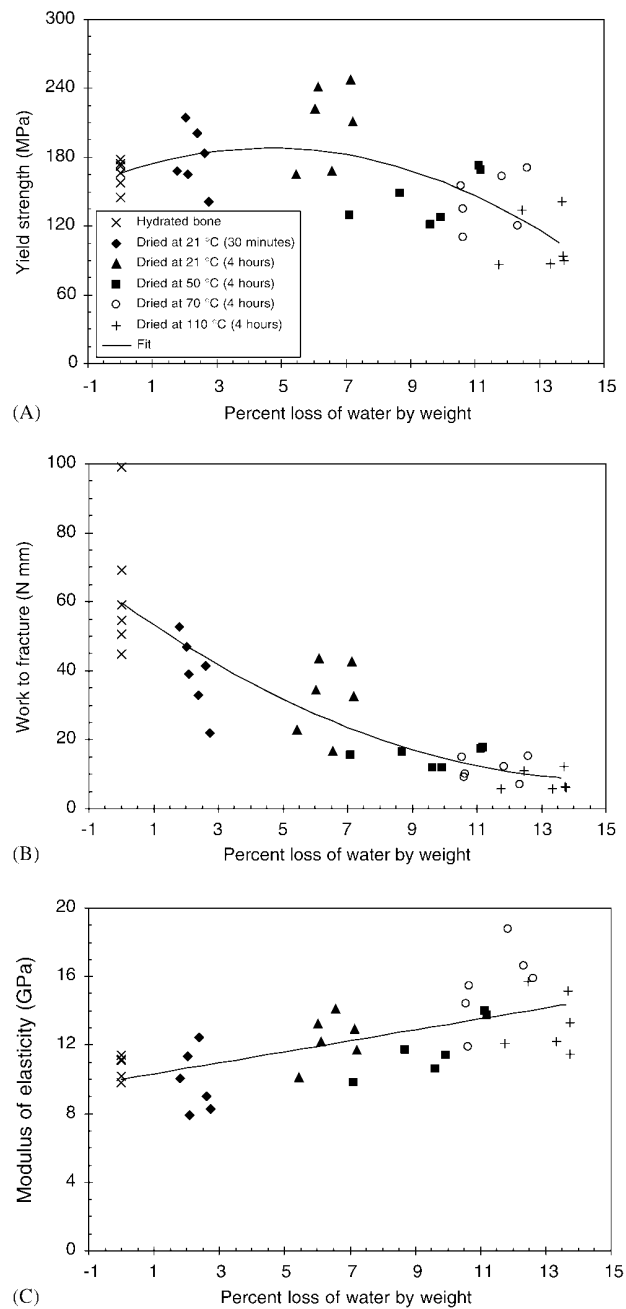 300
240
180
120
60
0
Yield strength (MPa)
Hydrated bone
Dried at 21 °C (30 minutes)
Dried at 21 °C (4 hours)
Dried at 50 °C (4 hours)
Dried at 70 °C (4 hours)
Dried at 110 °C (4 hours)
Fit
-1 1 3 5 7 9 11 13 15
(A) Percent loss of water by weight
100
80
60
40
20
0
Work to fracture (N mm)
-1 1 3 5 7 9 11 13 15
(B) Percent loss of water by weight
20
16
12
8
4
0
Modulus of elasticity (GPa)
-1 1 3 5 7 9 11 13 15
(C) Percent loss of water by weight